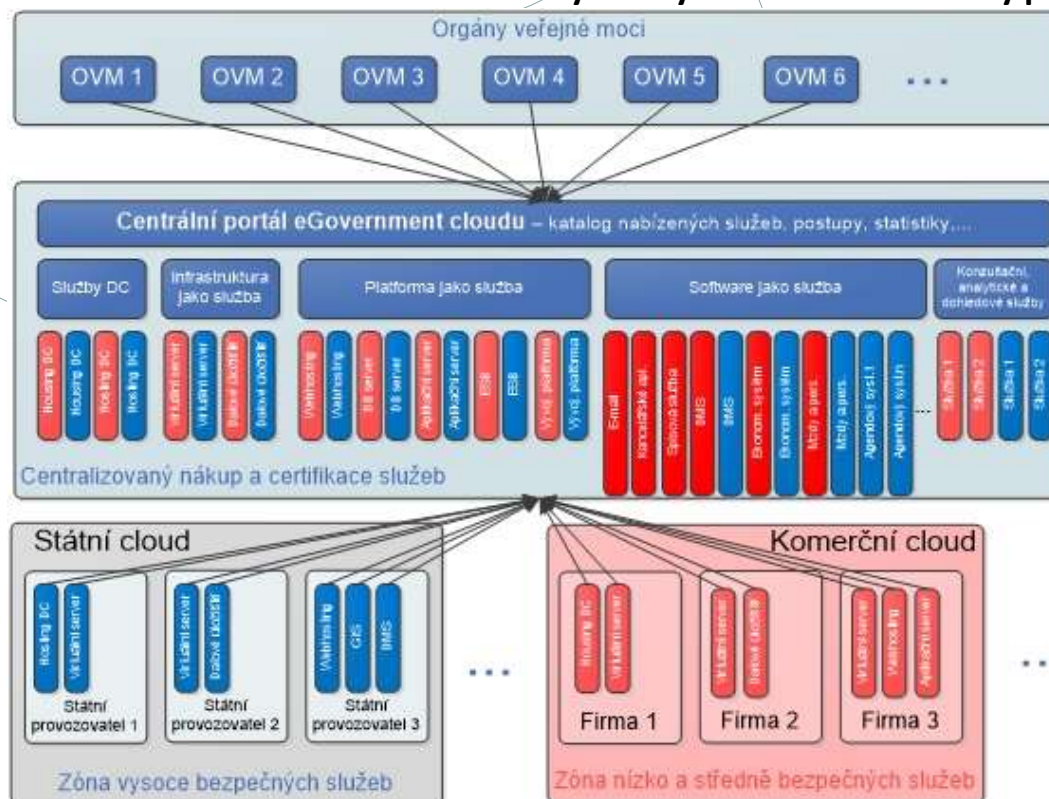 Orgány veřejné moci
OVM 1
OVM 2
OVM 3
OVM 4
OVM 5
OVM 6
...
Centrální portál eGovernment cloudu – katalog nabízených služeb, postupy, statistiky,...
Služby DC
Infrastruktura
jako služba
Platforma jako služba
Software jako služba
Konzultační,
analytické a
dohledové služby
Housing DC
Housing DC
Hosting DC
Hosting DC
Virtuální server
Virtuální server
Datové úložiště
Datové úložiště
Webhosting
Webhosting
DB server
DB server
Aplikační server
Aplikační server
ESB
ESB
Vývoj. platforma
Vývoj. platforma
E-mail
Kancelářské apl.
Spisová služba
DMS
DMS
Ekonom. systém
Ekonom. systém
Mzdy a pers.
Mzdy a pers.
Agendový syst.1
Agendový syst.n
....
Služba 1
Služba 2
Služba 1
Služba 2
Centralizovaný nákup a certifikace služeb
Státní cloud
Hosting DC
Virtuální server
Státní
provozovatel 1
Virtuální server
Datové úložiště
Státní
provozovatel 2
Webhosting
GIS
DMS
Státní
provozovatel 3
...
Zóna vysoce bezpečných služeb
Komerční cloud
Housing DC
Virtuální server
Firma 1
Virtuální server
Datové úložiště
Firma 2
Virtuální server
Webhosting
Aplikační server
Firma 3
Zóna nízko a středně bezpečných služeb